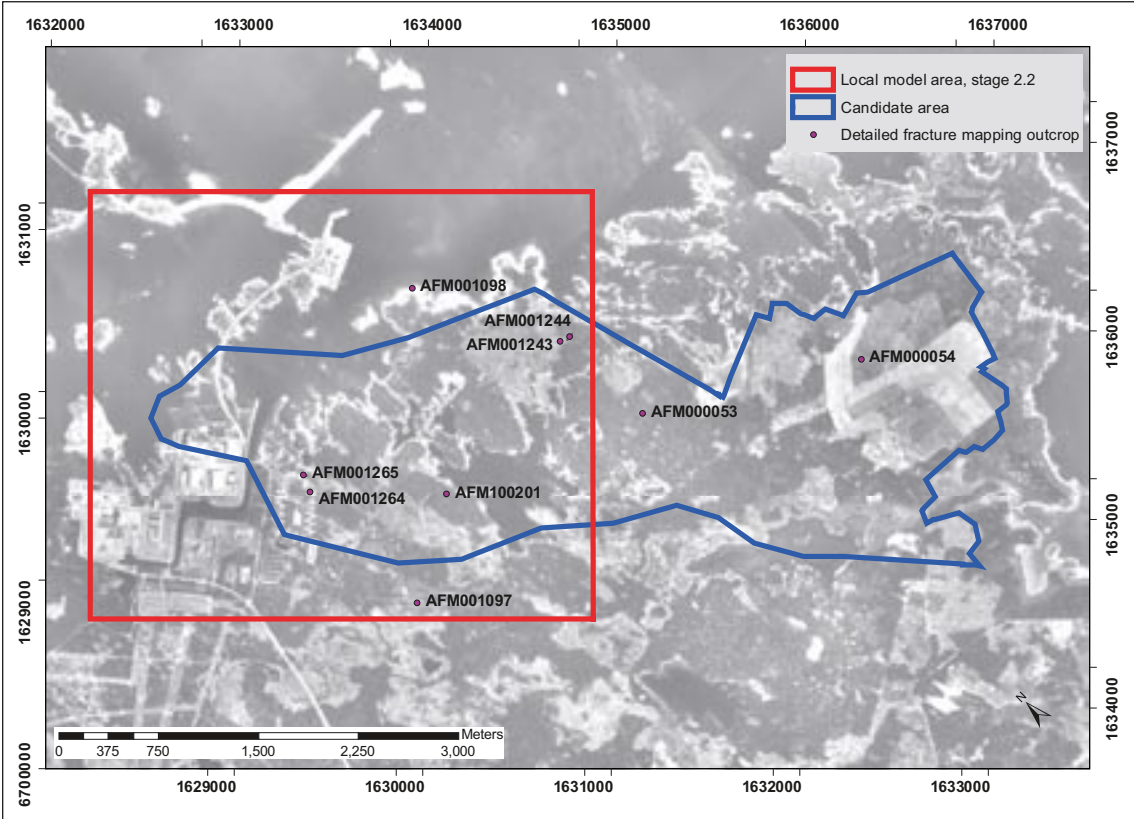 1632000 1633000 1634000 1635000 1636000 1637000
Local model area, stage 2.2
Candidate area
Detailed fracture mapping outcrop
1637000
1631000
AFM001098
AFM001244
AFM001243
1636000
AFM000054
AFM000053
1630000
AFM001265
AFM001264
AFM100201
1635000
1629000
AFM001097
N
1634000
Meters
0 375 750 1,500 2,250 3,000
6700000
1629000 1630000 1631000 1632000 1633000